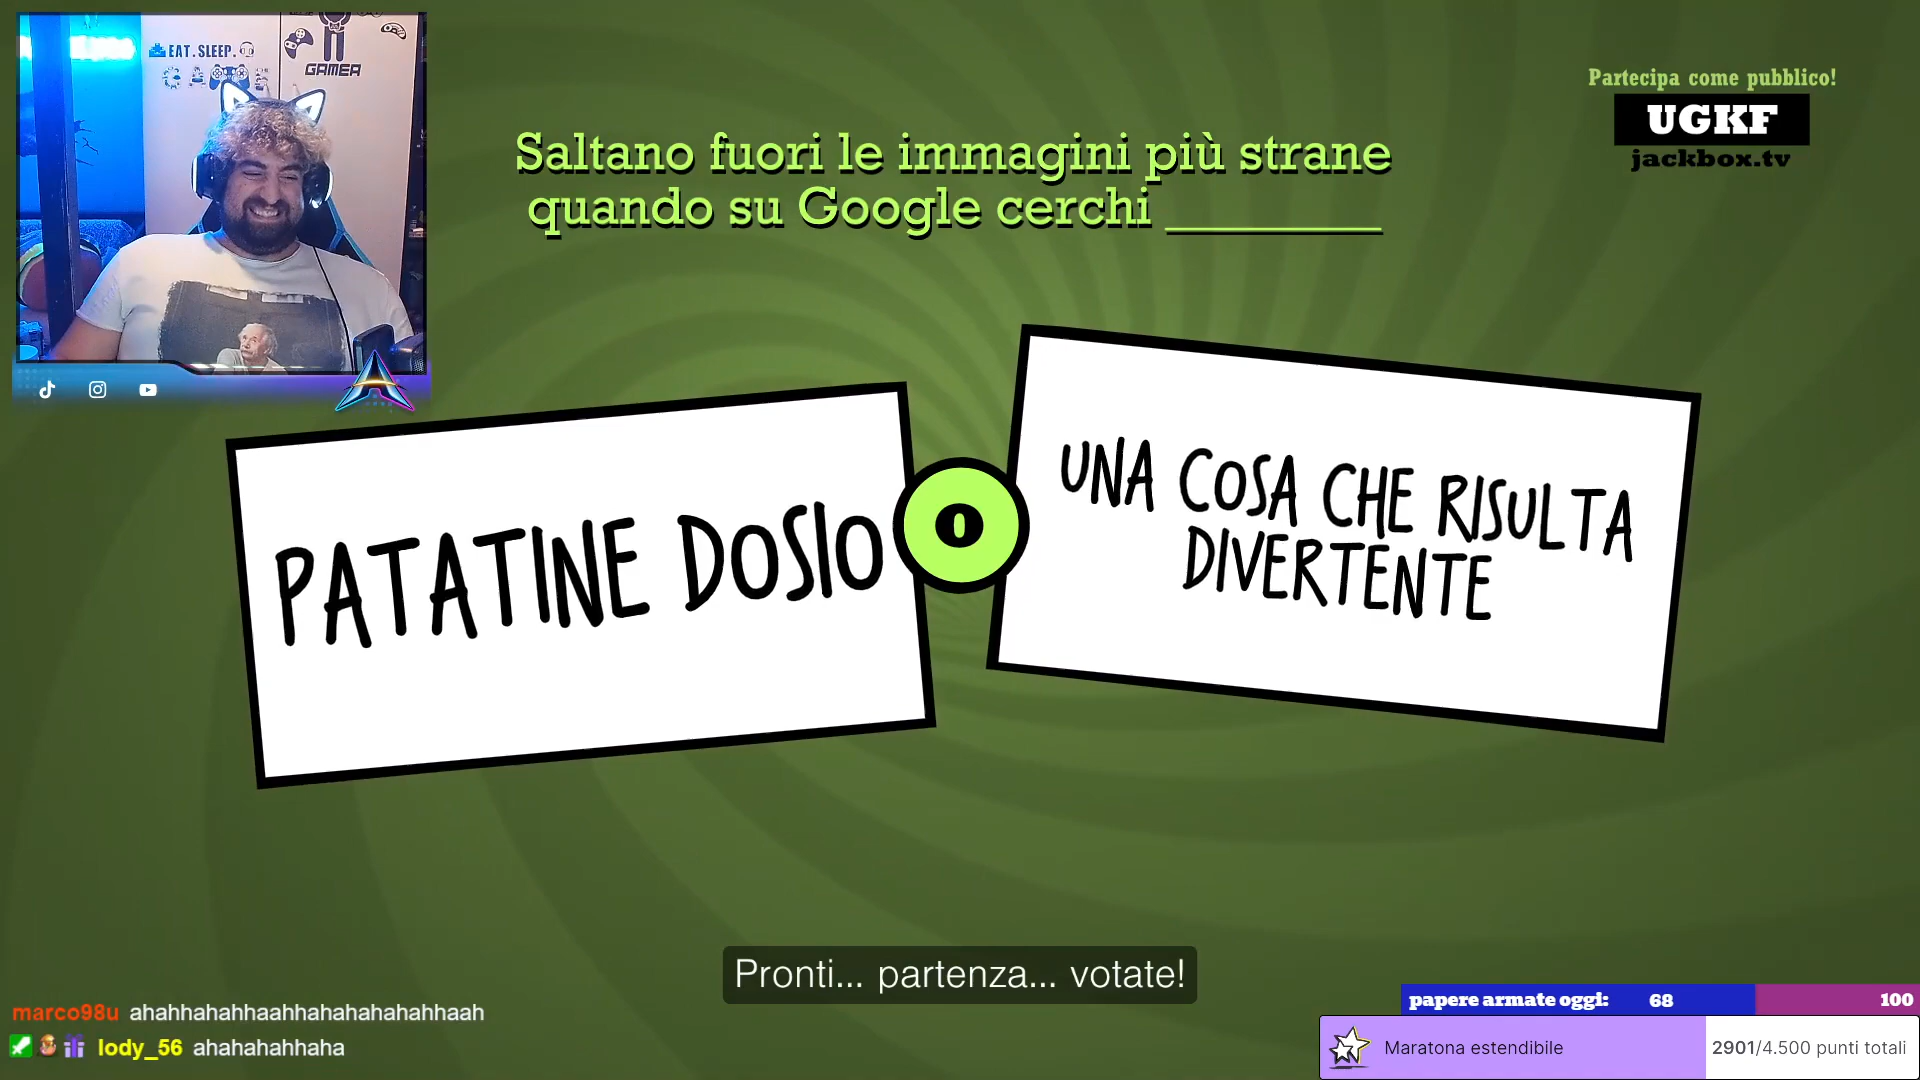 EAT.SLEEP.
GAMER
Partecipa come pubblico!
UGKF
jackbox.tv
Saltano fuori le immagini più strane
quando su Google cerchi ________
PATATINE DOSIO
O
UNA COSA CHE RISULTA
DIVERTENTE
Pronti... partenza... votate!
marco98u ahahhahahhaahhahahahahahhaah
lody_56 ahahahahhaha
papere armate oggi: 68 100
Maratona estendibile 2901/4.500 punti totali